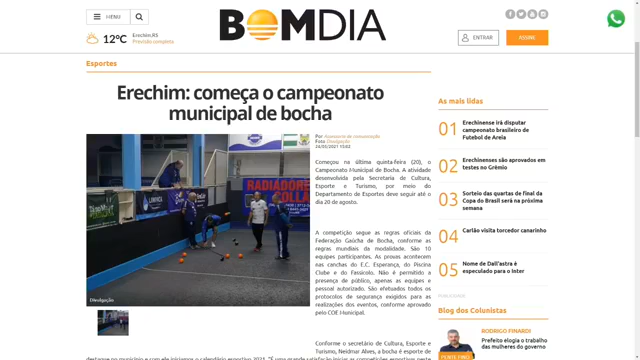 MENU
BOMDIA
12°C
Erechim,RS
Previsão completa
ENTRAR
ASSINE
Esportes
Erechim: começa o campeonato
municipal de bocha
Por Assessoria de comunicação
Foto Divulgação
24/05/2021 15h02
Começou na última quinta-feira (20), o
Campeonato Municipal de Bocha. A atividade
desenvolvida pela Secretaria de Cultura,
Esporte e Turismo, por meio do
Departamento de Esportes deve seguir até o
dia 20 de agosto.
A competição segue as regras oficiais da
Federação Gaúcha de Bocha, conforme as
regras mundiais da modalidade. São 10
equipes participantes. As provas acontecem
nas canchas do E.C. Esperança, do Piscina
Clube e do Fassicolo. Não é permitido a
presença de público, apenas as equipes e
pessoal autorizado. São efetuados todos os
protocolos de segurança exigidos para as
realizações dos eventos, conforme aprovado
pelo COE Municipal.
RADIADORES
COLLA
Divulgação
Conforme o secretário de Cultura, Esporte e
Turismo, Neidmar Alves, a bocha é esporte de
As mais lidas
01 Erechinense irá disputar
campeonato brasileiro de
Futebol de Areia
02 Erechinenses são aprovados em
testes no Grêmio
03 Sorteio das quartas de final da
Copa do Brasil será na próxima
semana
04 Carlão visita torcedor canarinho
05 Nome de Dall'astra é
especulado para o Inter
PUBLICIDADE
Blog dos Colunistas
RODRIGO FINARDI
Prefeito elogia o trabalho
das mulheres do governo